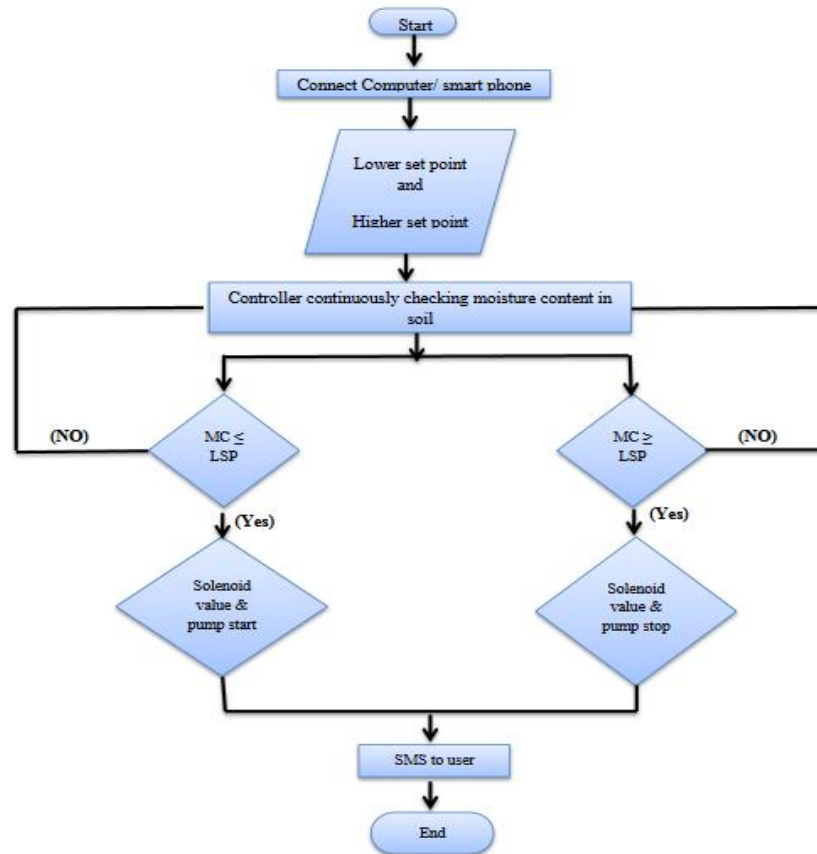 Start
Connect Computer/ smart phone
Lower set point
and
Higher set point
Controller continuously checking moisture content in
soil
(NO)
MC ≤
LSP
MC ≥
LSP
(NO)
(Yes)
(Yes)
Solenoid
value &
pump start
Solenoid
value &
pump stop
SMS to user
End